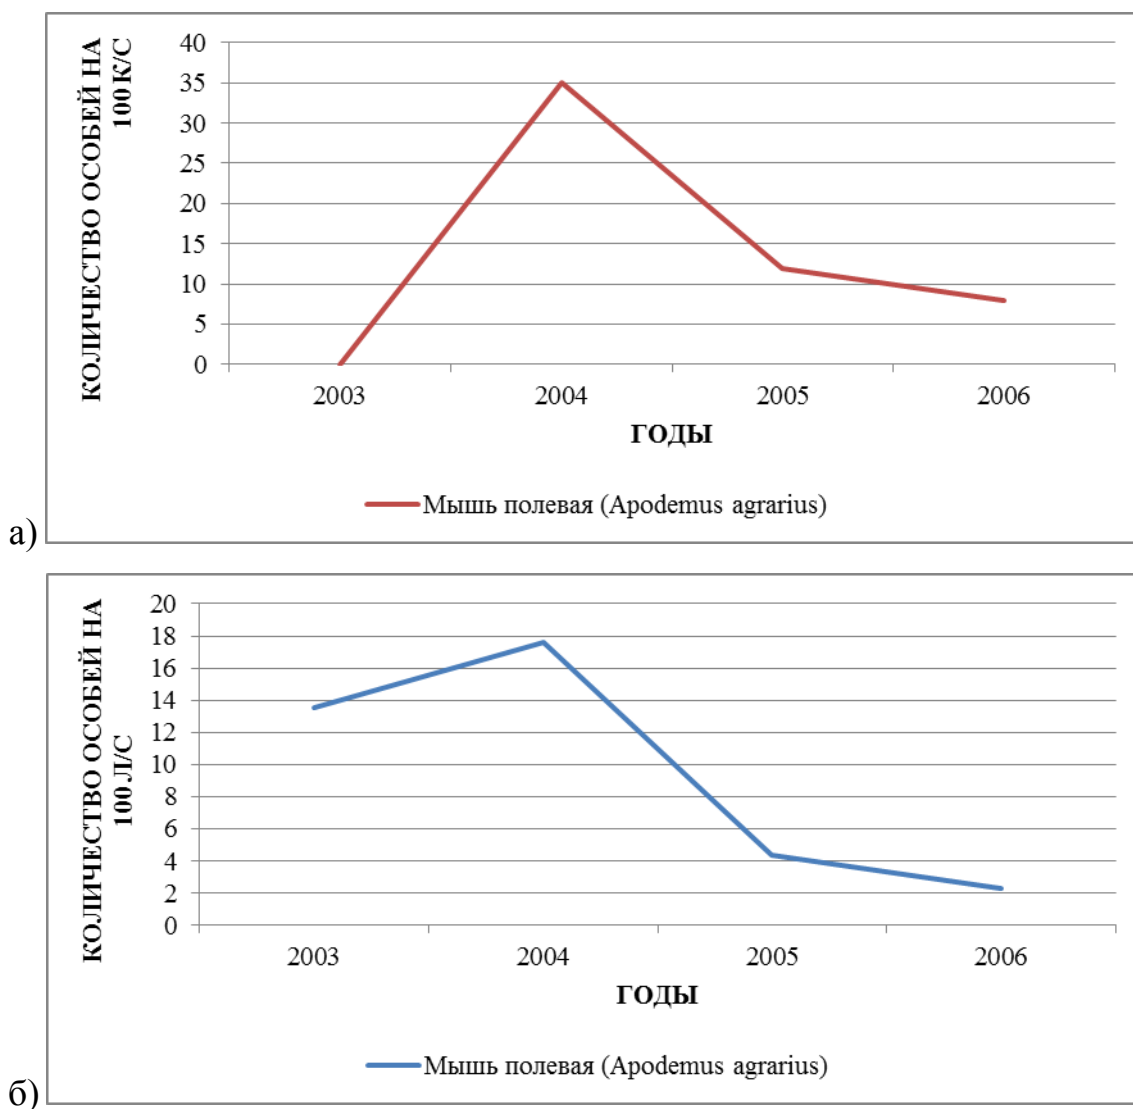 КОЛИЧЕСТВО ОСОБЕЙ НА
100 К/С
40
35
30
25
20
15
10
5
0
2003 2004 2005 2006
ГОДЫ
Мышь полевая (Apodemus agrarius)
а)
КОЛИЧЕСТВО ОСОБЕЙ НА
100 Л/С
20
18
16
14
12
10
8
6
4
2
0
2003 2004 2005 2006
ГОДЫ
Мышь полевая (Apodemus agrarius)
б)